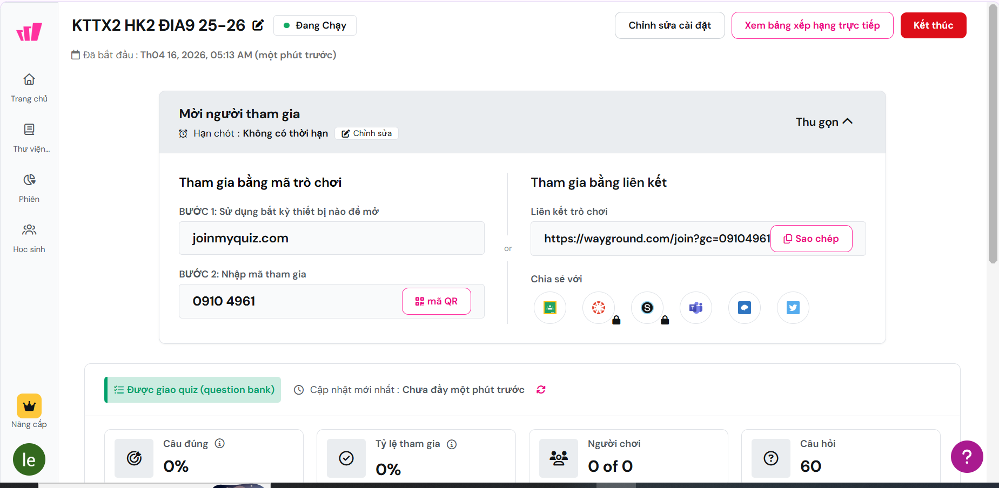 KTTX2 HK2 ĐIA9 25-26
Đang Chạy
Chỉnh sửa cài đặt
Xem bảng xếp hạng trực tiếp
Kết thúc
Đã bắt đầu : Th04 16, 2026, 05:13 AM (một phút trước)
Trang chủ
Thư viện...
Phiên
Học sinh
Nâng cấp
le
Mời người tham gia
Hạn chót : Không có thời hạn
Chỉnh sửa
Thu gọn
Tham gia bằng mã trò chơi
BƯỚC 1: Sử dụng bất kỳ thiết bị nào để mở
joinmyquiz.com
BƯỚC 2: Nhập mã tham gia
0910 4961
mã QR
or
Tham gia bằng liên kết
Liên kết trò chơi
https://wayground.com/join?gc=09104961
Sao chép
Chia sẻ với
Được giao quiz (question bank)
Cập nhật mới nhất : Chưa đầy một phút trước
Câu đúng
0%
Tỷ lệ tham gia
0%
Người chơi
0 of 0
Câu hỏi
60
?